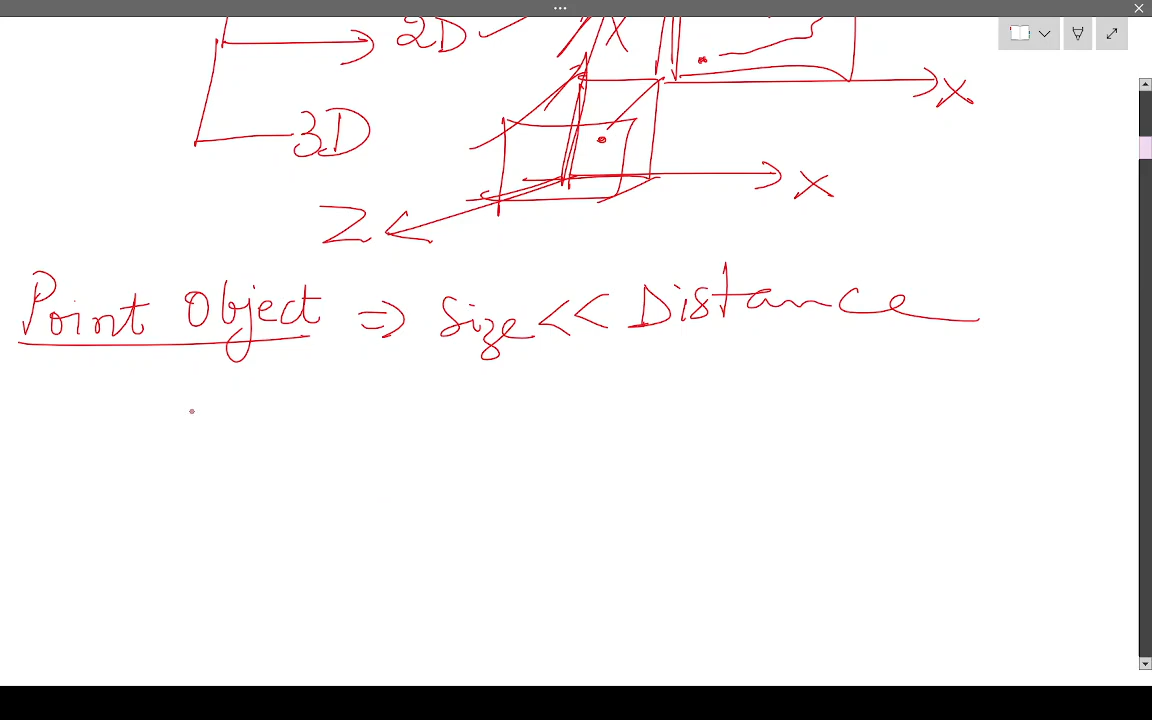 2D
X
3D
X
Z
Point Object ⇒ Size << Distance